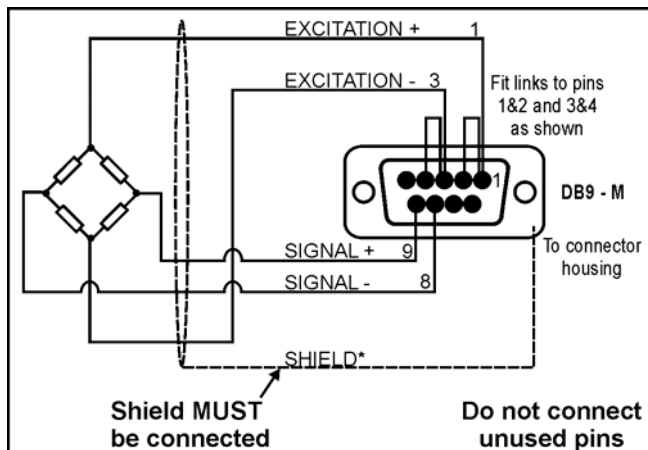 EXCITATION + 1
EXCITATION - 3
Fit links to pins
1&2 and 3&4
as shown
1
DB9 - M
SIGNAL + 9
To connector
housing
SIGNAL - 8
SHIELD*
Shield MUST
be connected
Do not connect
unused pins